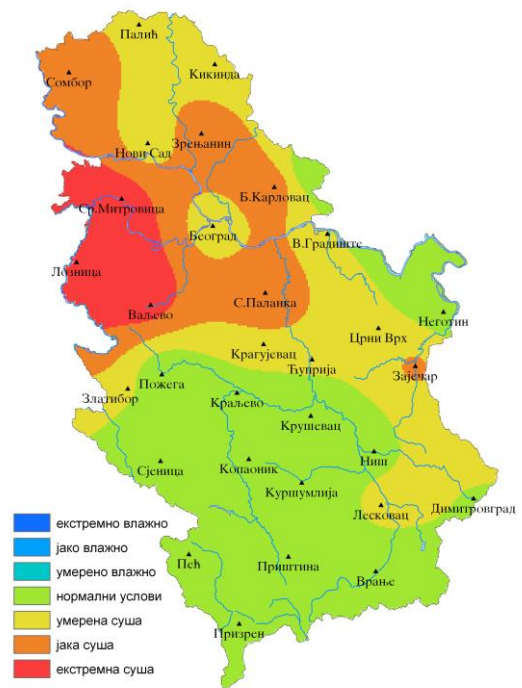 Палић
Кикинда
Сомбор
Зрењанин
Нови Сад
Б.Карловац
Ср.Митровица
Београд
В.Градиште
Лозница
С.Паланка
Ваљево
Неготин
Црни Врх
Крагујевац
Ћуприја
Зајечар
Пожега
Златибор
Краљево
Крушевац
Ниш
Сјеница
Копаоник
Куршумлија
Димитровград
Лесковац
Пећ
Приштина
Врање
Призрен
екстремно влажно
јако влажно
умерено влажно
нормални услови
умерена суша
јака суша
екстремна суша